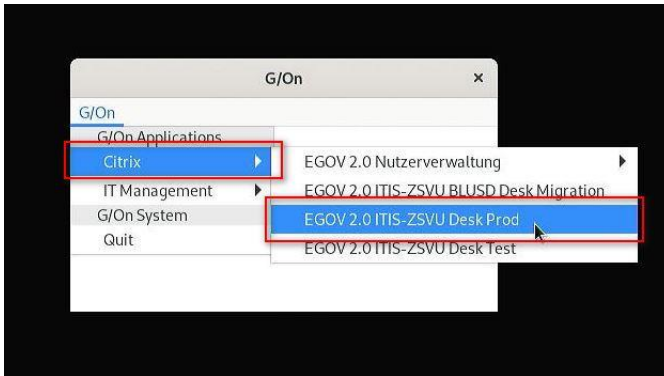 G/On
×
G/On
G/On Applications
Citrix
IT Management
G/On System
Quit
EGOV 2.0 Nutzerverwaltung
EGOV 2.0 ITIS-ZSVU BLUSD Desk Migration
EGOV 2.0 ITIS-ZSVU Desk Prod
EGOV 2.0 ITIS-ZSVU Desk Test